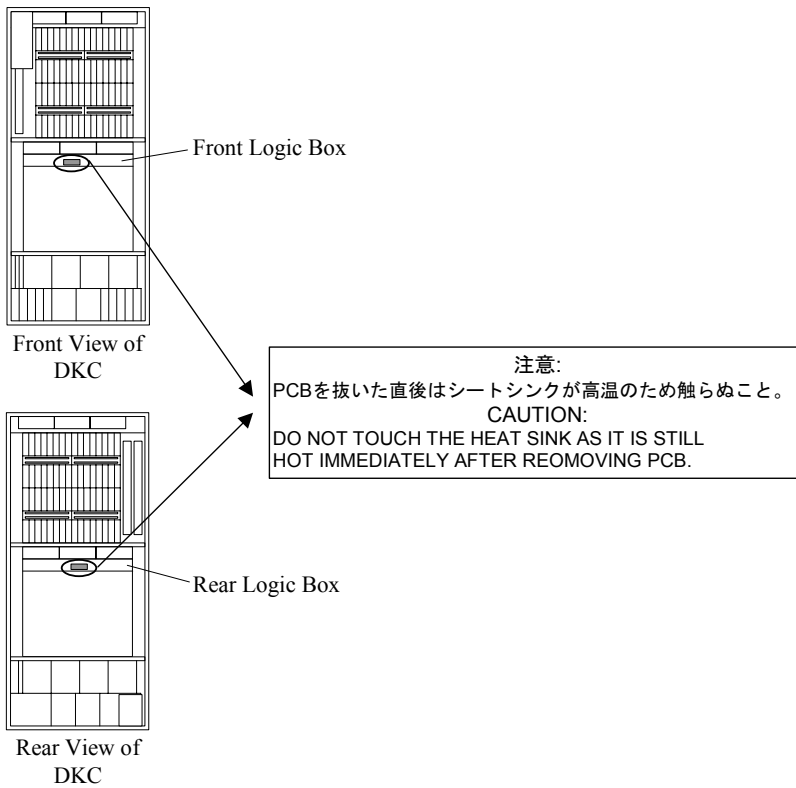 Front Logic Box
Front View of
DKC
注意:
PCBを抜いた直後はシートシンクが高温のため触らぬこと。
CAUTION:
DO NOT TOUCH THE HEAT SINK AS IT IS STILL
HOT IMMEDIATELY AFTER REOMOVING PCB.
Rear Logic Box
Rear View of
DKC